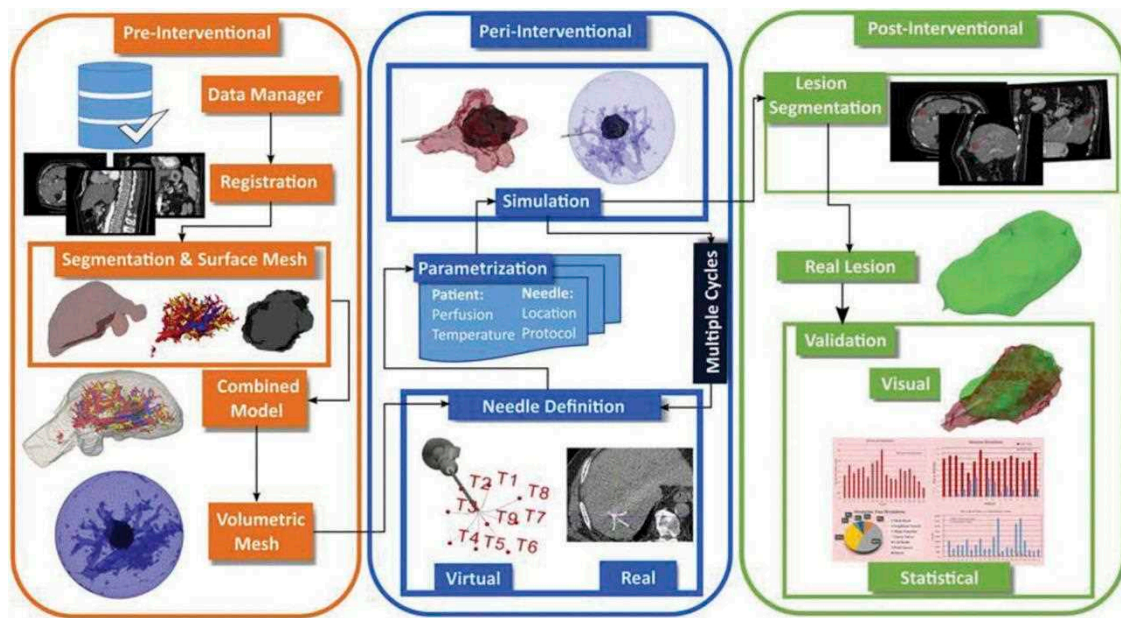 Pre-Interventional
Data Manager
Registration
Segmentation & Surface Mesh
Combined
Model
Volumetric
Mesh
Peri-Interventional
Simulation
Parametrization
Patient:
Perfusion
Temperature
Needle:
Location
Protocol
Multiple Cycles
Needle Definition
T2 T1
T8
T3
T9 T7
T4 T5 T6
Virtual
Real
Post-Interventional
Lesion
Segmentation
Real Lesion
Validation
Visual
Statistical